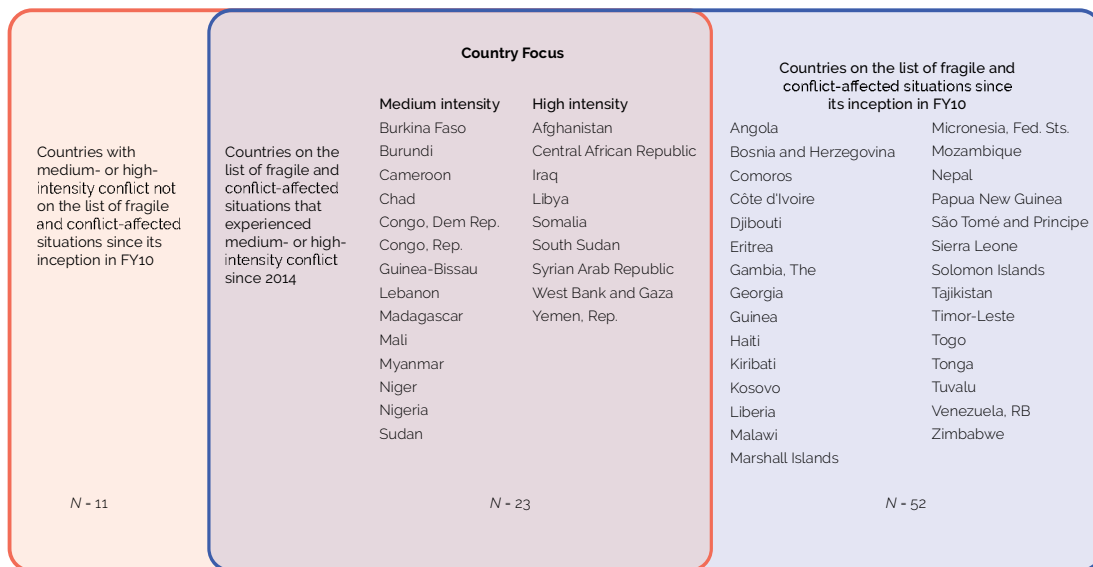 Country Focus
Countries with
medium- or high-
intensity conflict not
on the list of fragile
and conflict-affected
situations since its
inception in FY10
N = 11
Countries on the
list of fragile and
conflict-affected
situations that
experienced
medium- or high-
intensity conflict
since 2014
Medium intensity
Burkina Faso
Burundi
Cameroon
Chad
Congo, Dem Rep.
Congo, Rep.
Guinea-Bissau
Lebanon
Madagascar
Mali
Myanmar
Niger
Nigeria
Sudan
High intensity
Afghanistan
Central African Republic
Iraq
Libya
Somalia
South Sudan
Syrian Arab Republic
West Bank and Gaza
Yemen, Rep.
N = 23
Countries on the list of fragile and
conflict-affected situations since
its inception in FY10
Angola
Bosnia and Herzegovina
Comoros
Côte d'Ivoire
Djibouti
Eritrea
Gambia, The
Georgia
Guinea
Haiti
Kiribati
Kosovo
Liberia
Malawi
Marshall Islands
Micronesia, Fed. Sts.
Mozambique
Nepal
Papua New Guinea
São Tomé and Principe
Sierra Leone
Solomon Islands
Tajikistan
Timor-Leste
Togo
Tonga
Tuvalu
Venezuela, RB
Zimbabwe
N = 52